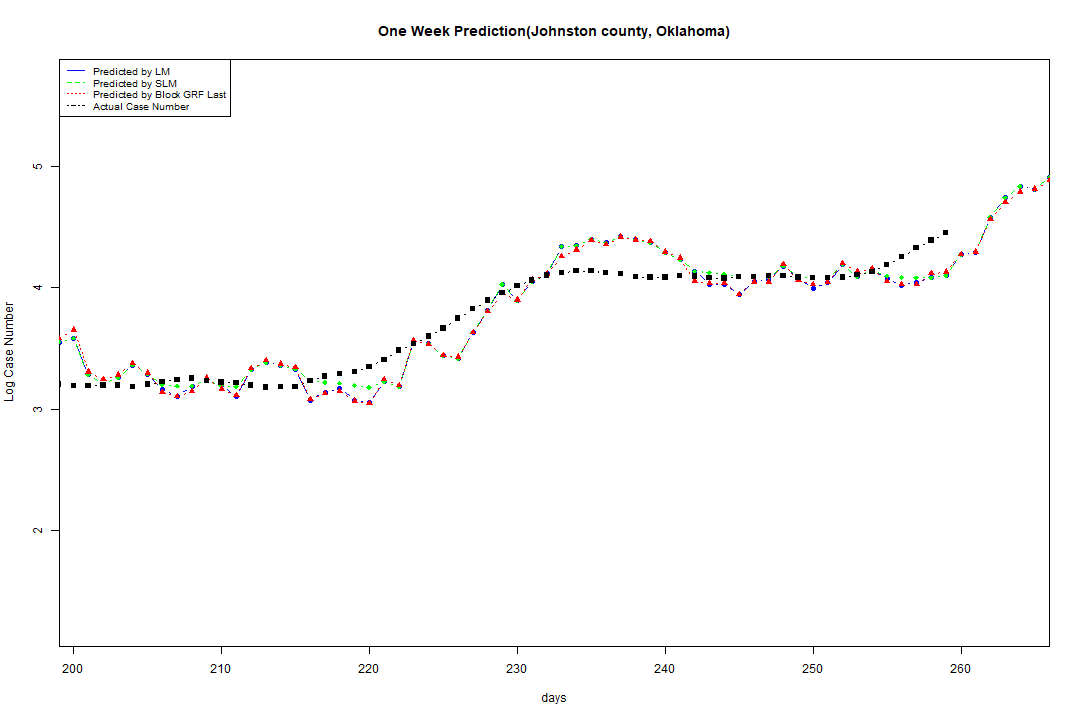 One Week Prediction(Johnston county, Oklahoma)
Predicted by LM
Predicted by SLM
Predicted by Block GRF Last
Actual Case Number
5
4
3
2
Log Case Number
200 210 220 230 240 250 260
days